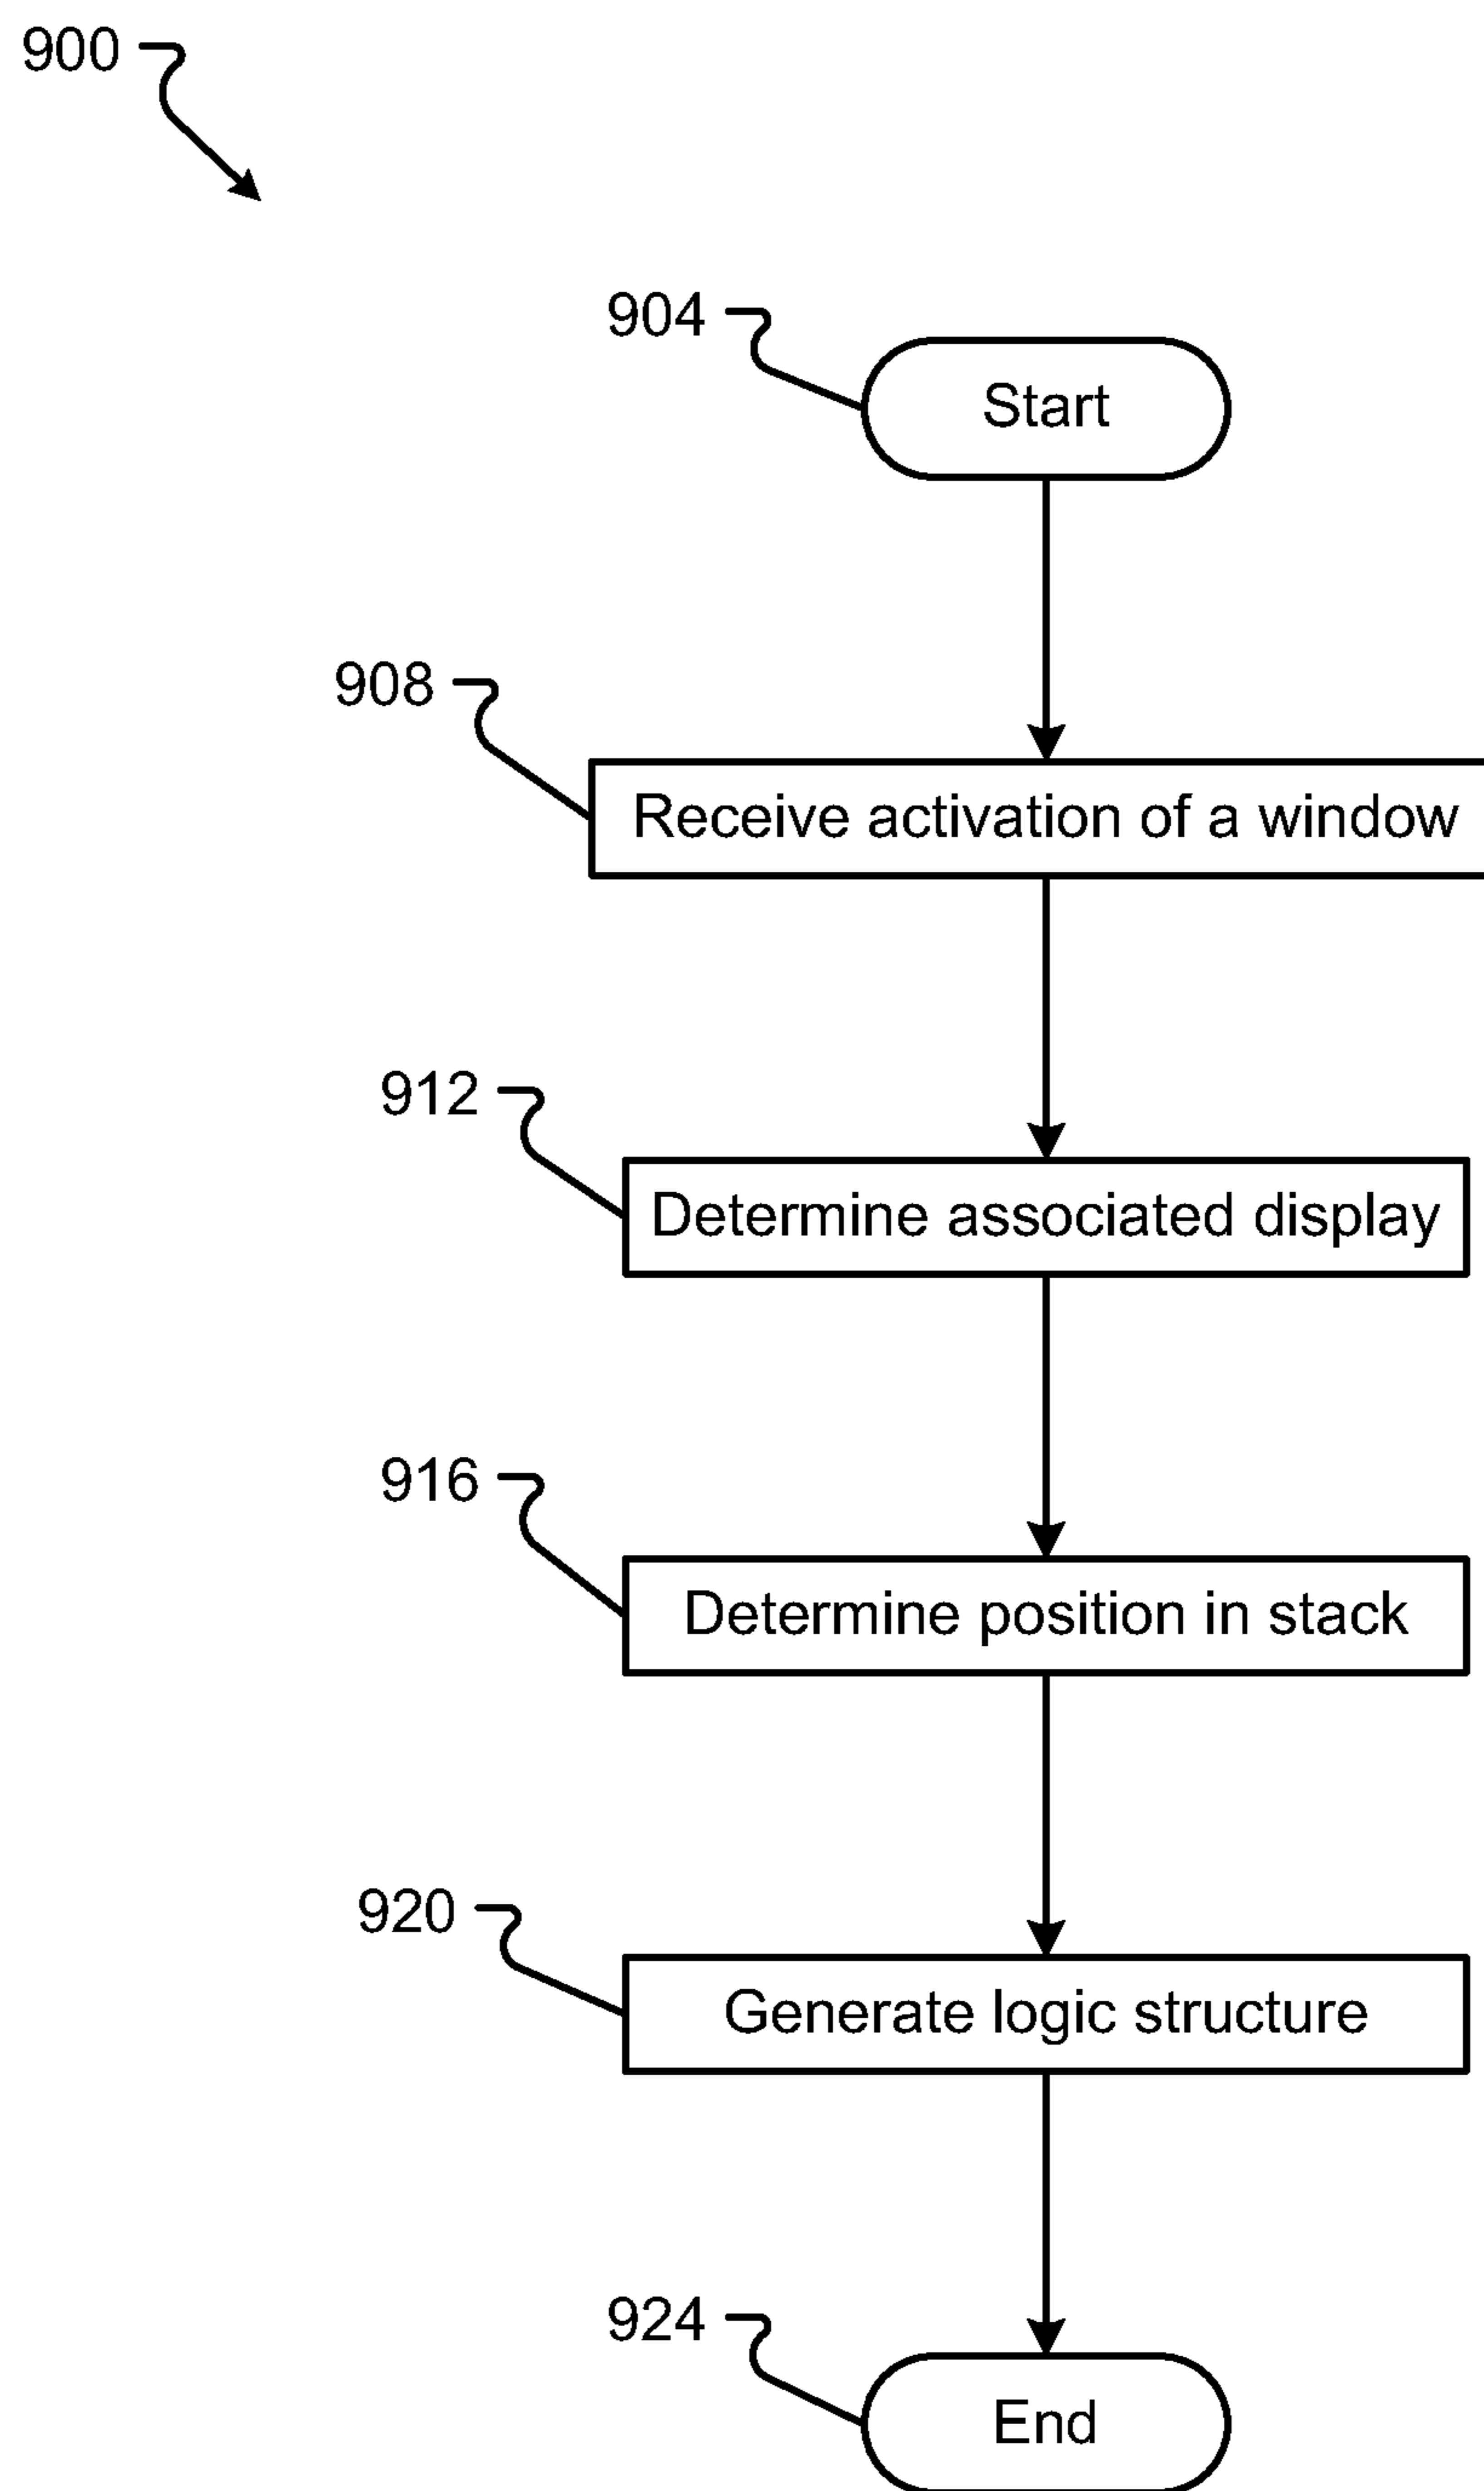 900
904
Start
908
Receive activation of a window
912
Determine associated display
916
Determine position in stack
920
Generate logic structure
924
End